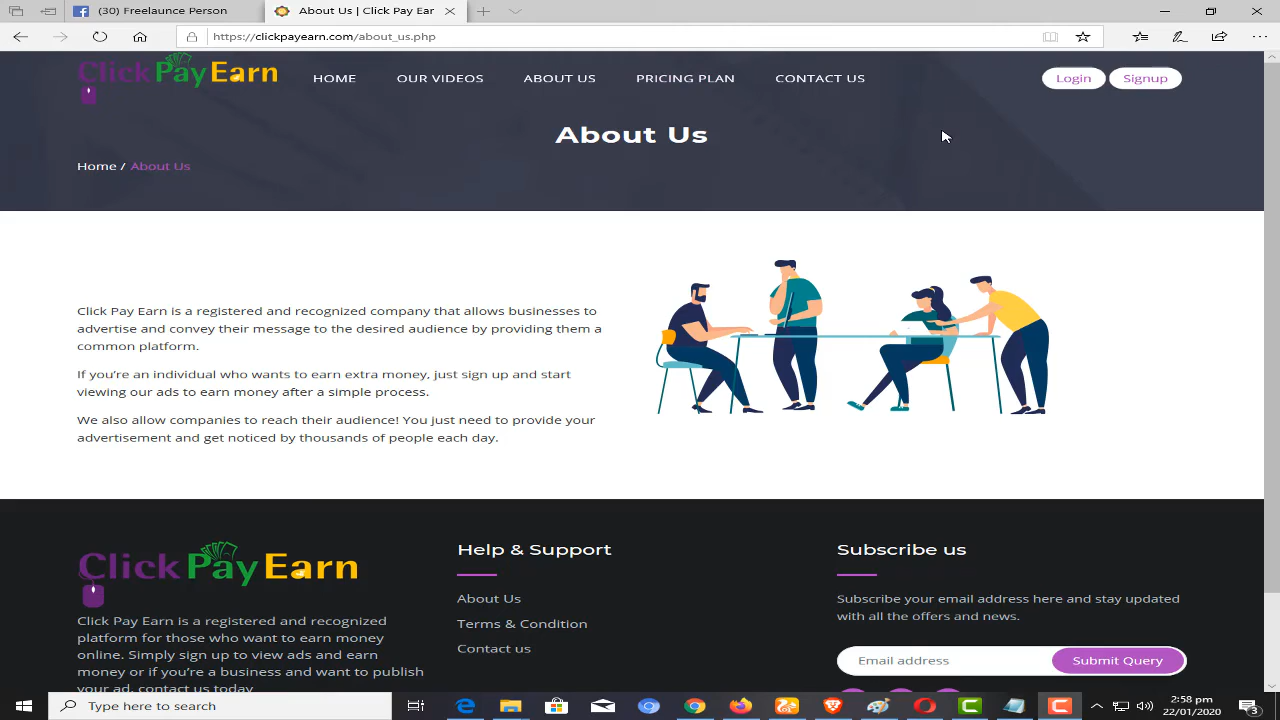 (30) Freelaunce Person
About Us | Click Pay Ear
https://clickpayearn.com/about_us.php
Click Pay Earn
HOME
OUR VIDEOS
ABOUT US
PRICING PLAN
CONTACT US
Login
Signup
About Us
Home / About Us
Click Pay Earn is a registered and recognized company that allows businesses to
advertise and convey their message to the desired audience by providing them a
common platform.
If you’re an individual who wants to earn extra money, just sign up and start
viewing our ads to earn money after a simple process.
We also allow companies to reach their audience! You just need to provide your
advertisement and get noticed by thousands of people each day.
Click Pay Earn
Click Pay Earn is a registered and recognized
platform for those who want to earn money
online. Simply sign up to view ads and earn
money or if you’re a business and want to publish
your ad, contact us today
Help & Support
About Us
Terms & Condition
Contact us
Subscribe us
Subscribe your email address here and stay updated
with all the offers and news.
Email address
Submit Query
Type here to search
2:58 pm
22/01/2020
3